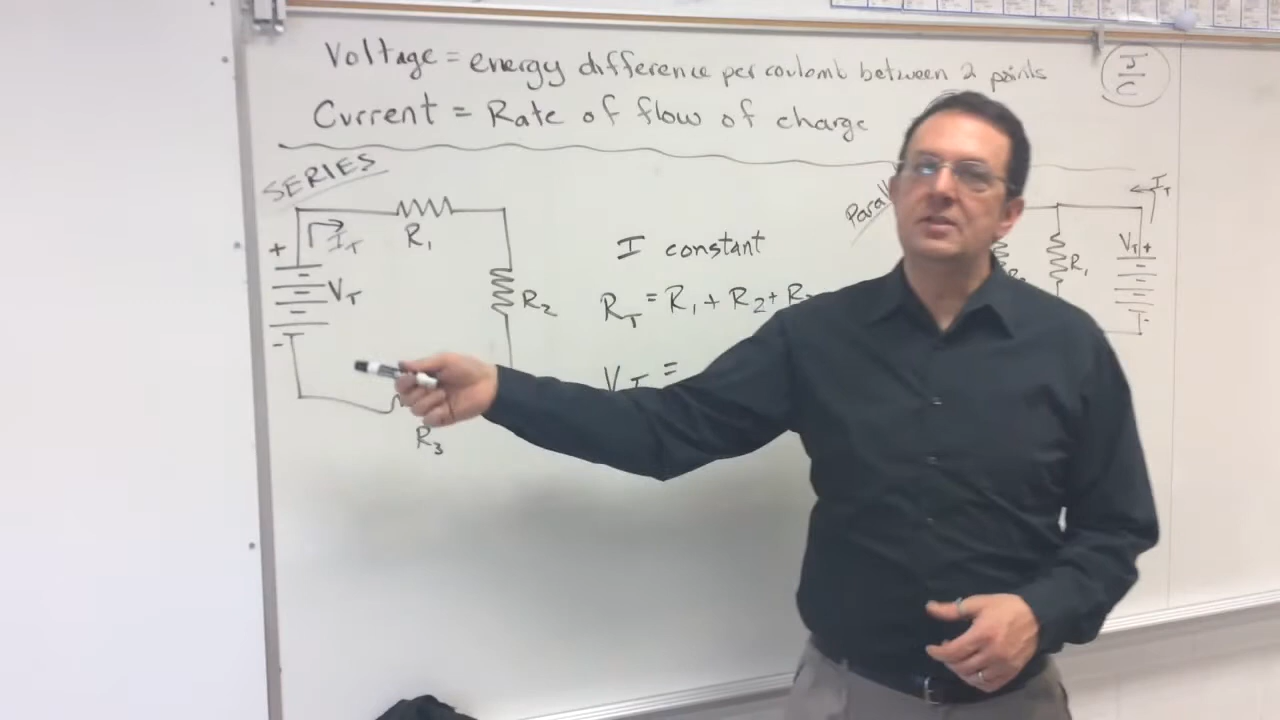 Voltage = energy difference per coulomb between 2 points
J/C
Current = Rate of flow of charge
SERIES
+
I_T
V_T
-
R₁
R₂
R₃
I constant
R_T = R₁ + R₂ +
V_T =
I_T
V_T +
-
R₁